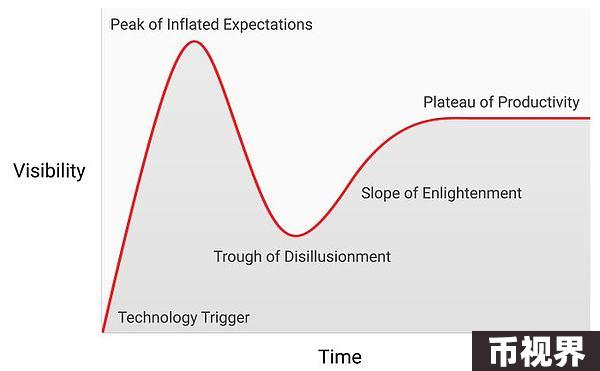 Peak of Inflated Expectations
Plateau of Productivity
Visibility
Slope of Enlightenment
Trough of Disillusionment
Technology Trigger
Time
币视界